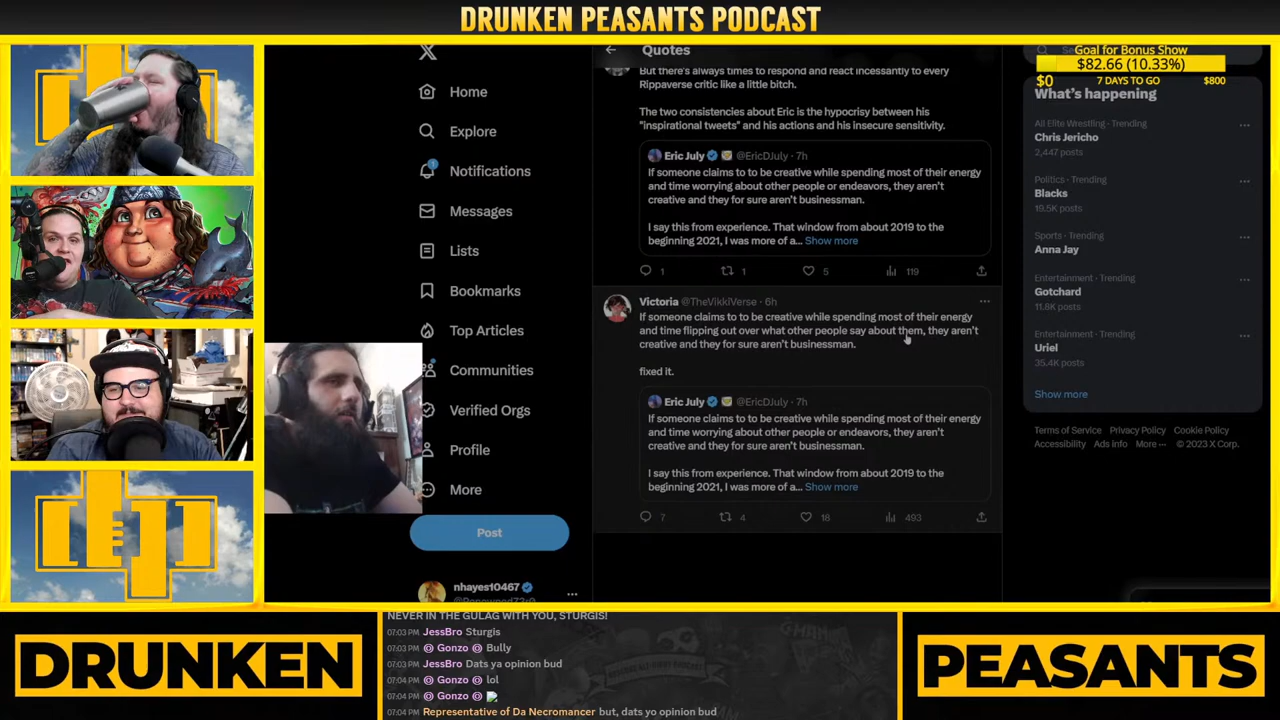 DRUNKEN PEASANTS PODCAST
Home
Explore
1
Notifications
Messages
Lists
Bookmarks
Top Articles
Communities
Verified Orgs
Profile
More
Post
nhayes10467
Quotes
But there's always times to respond and react incessantly to every
Rippaverse critic like a little bitch.
The two consistencies about Eric is the hypocrisy between his
"inspirational tweets" and his actions and his insecure sensitivity.
Eric July @EricDJuly · 7h
If someone claims to to be creative while spending most of their energy
and time worrying about other people or endeavors, they aren't
creative and they for sure aren't businessman.
I say this from experience. That window from about 2019 to the
beginning 2021, I was more of a... Show more
1 1 5 119
Victoria @TheVikkiVerse · 6h
If someone claims to to be creative while spending most of their energy
and time flipping out over what other people say about them, they aren't
creative and they for sure aren't businessman.
fixed it.
Eric July @EricDJuly · 7h
If someone claims to to be creative while spending most of their energy
and time worrying about other people or endeavors, they aren't
creative and they for sure aren't businessman.
I say this from experience. That window from about 2019 to the
beginning 2021, I was more of a... Show more
7 4 18 493
Goal for Bonus Show
$82.66 (10.33%)
$0 7 DAYS TO GO $800
What's happening
All Elite Wrestling · Trending
Chris Jericho
2,447 posts
Politics · Trending
Blacks
19.5K posts
Sports · Trending
Anna Jay
Entertainment · Trending
Gotchard
11.8K posts
Entertainment · Trending
Uriel
35.4K posts
Show more
Terms of Service Privacy Policy Cookie Policy
Accessibility Ads info More ··· © 2023 X Corp.
DRUNKEN
NEVER IN THE GULAG WITH YOU, STURGIS!
07:03 PM JessBro Sturgis
07:03 PM @ Gonzo @ Bully
07:03 PM JessBro Dats ya opinion bud
07:04 PM @ Gonzo @ lol
07:04 PM @ Gonzo @
07:04 PM Representative of Da Necromancer but, dats yo opinion bud
PEASANTS